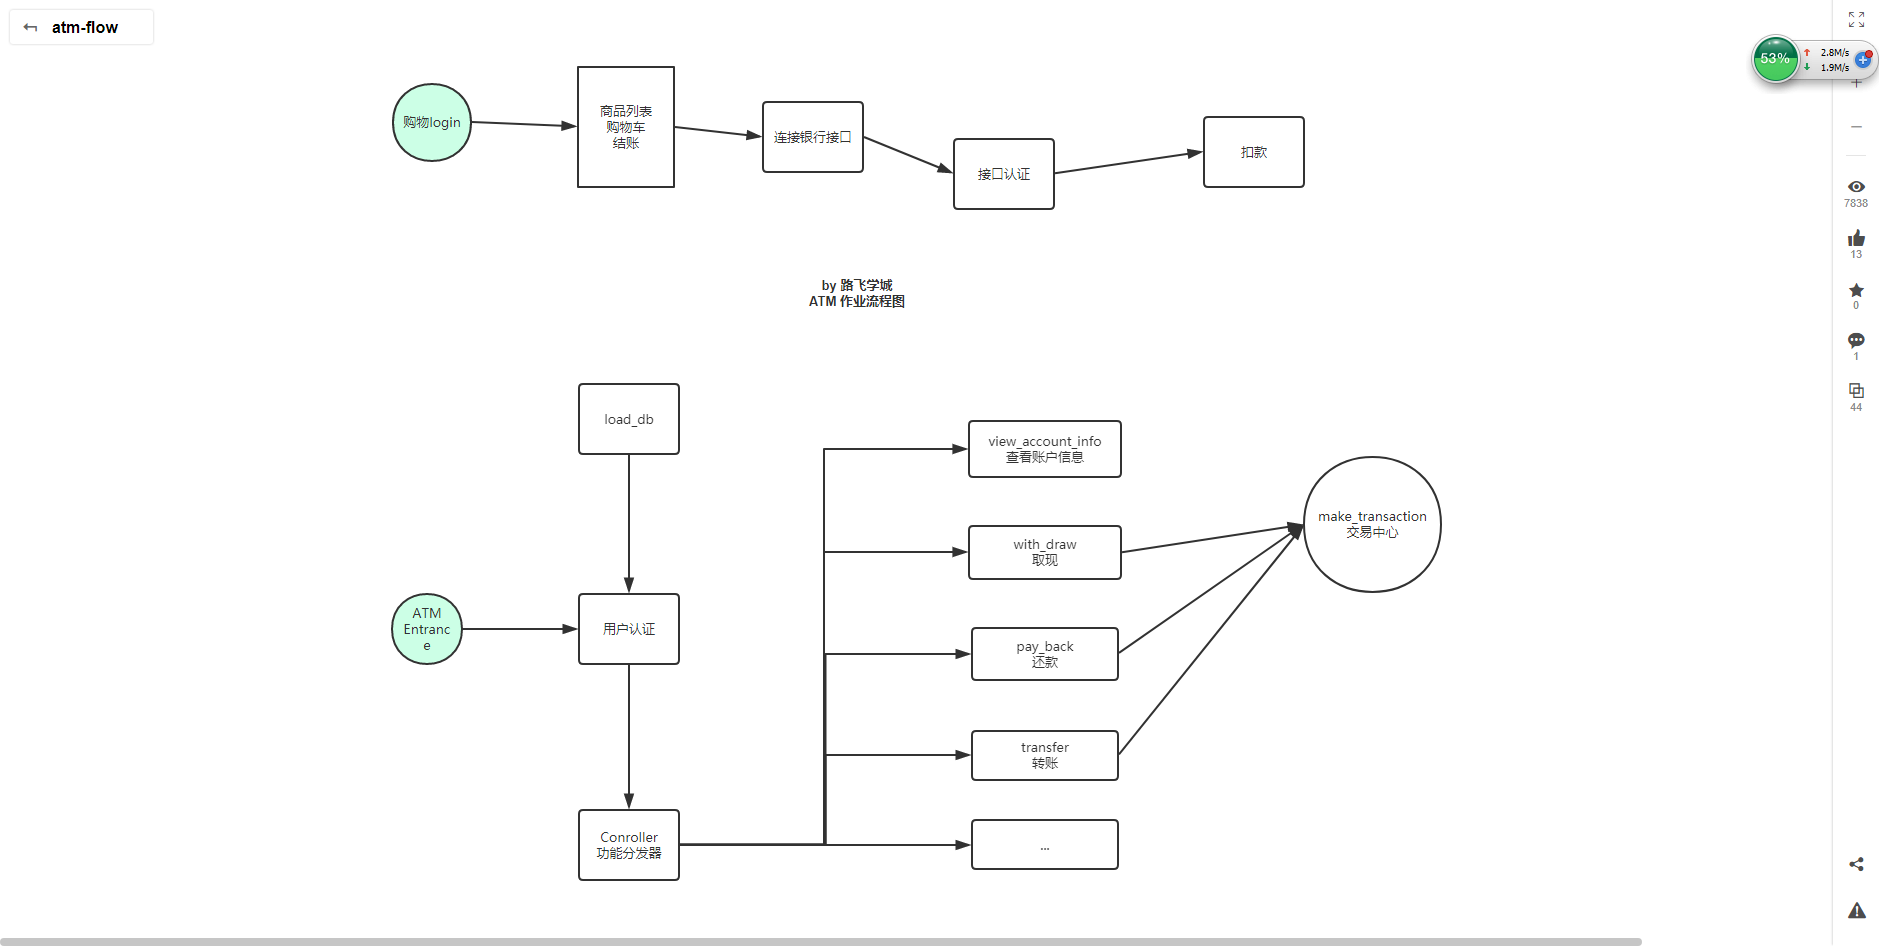 atm-flow
53%
2.8M/s
1.9M/s
购物login
商品列表
购物车
结账
连接银行接口
接口认证
扣款
7838
13
0
1
44
by 路飞学城
ATM 作业流程图
load_db
view_account_info
查看账户信息
with_draw
取现
make_transaction
交易中心
ATM
Entranc
e
用户认证
pay_back
还款
transfer
转账
Conroller
功能分发器
...